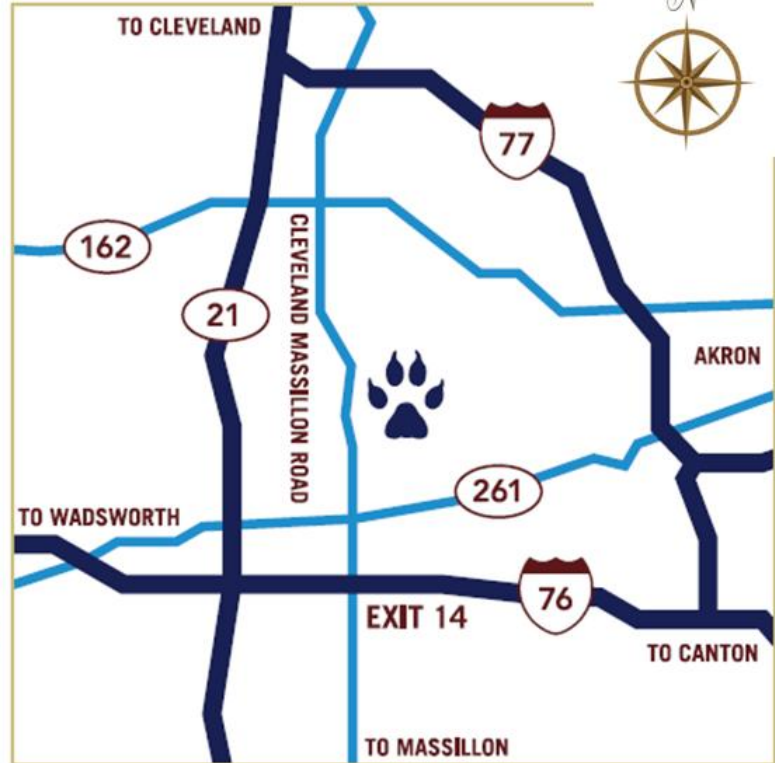 N
TO CLEVELAND
77
162
CLEVELAND MASSILLON ROAD
21
AKRON
261
TO WADSWORTH
76
EXIT 14
TO CANTON
TO MASSILLON